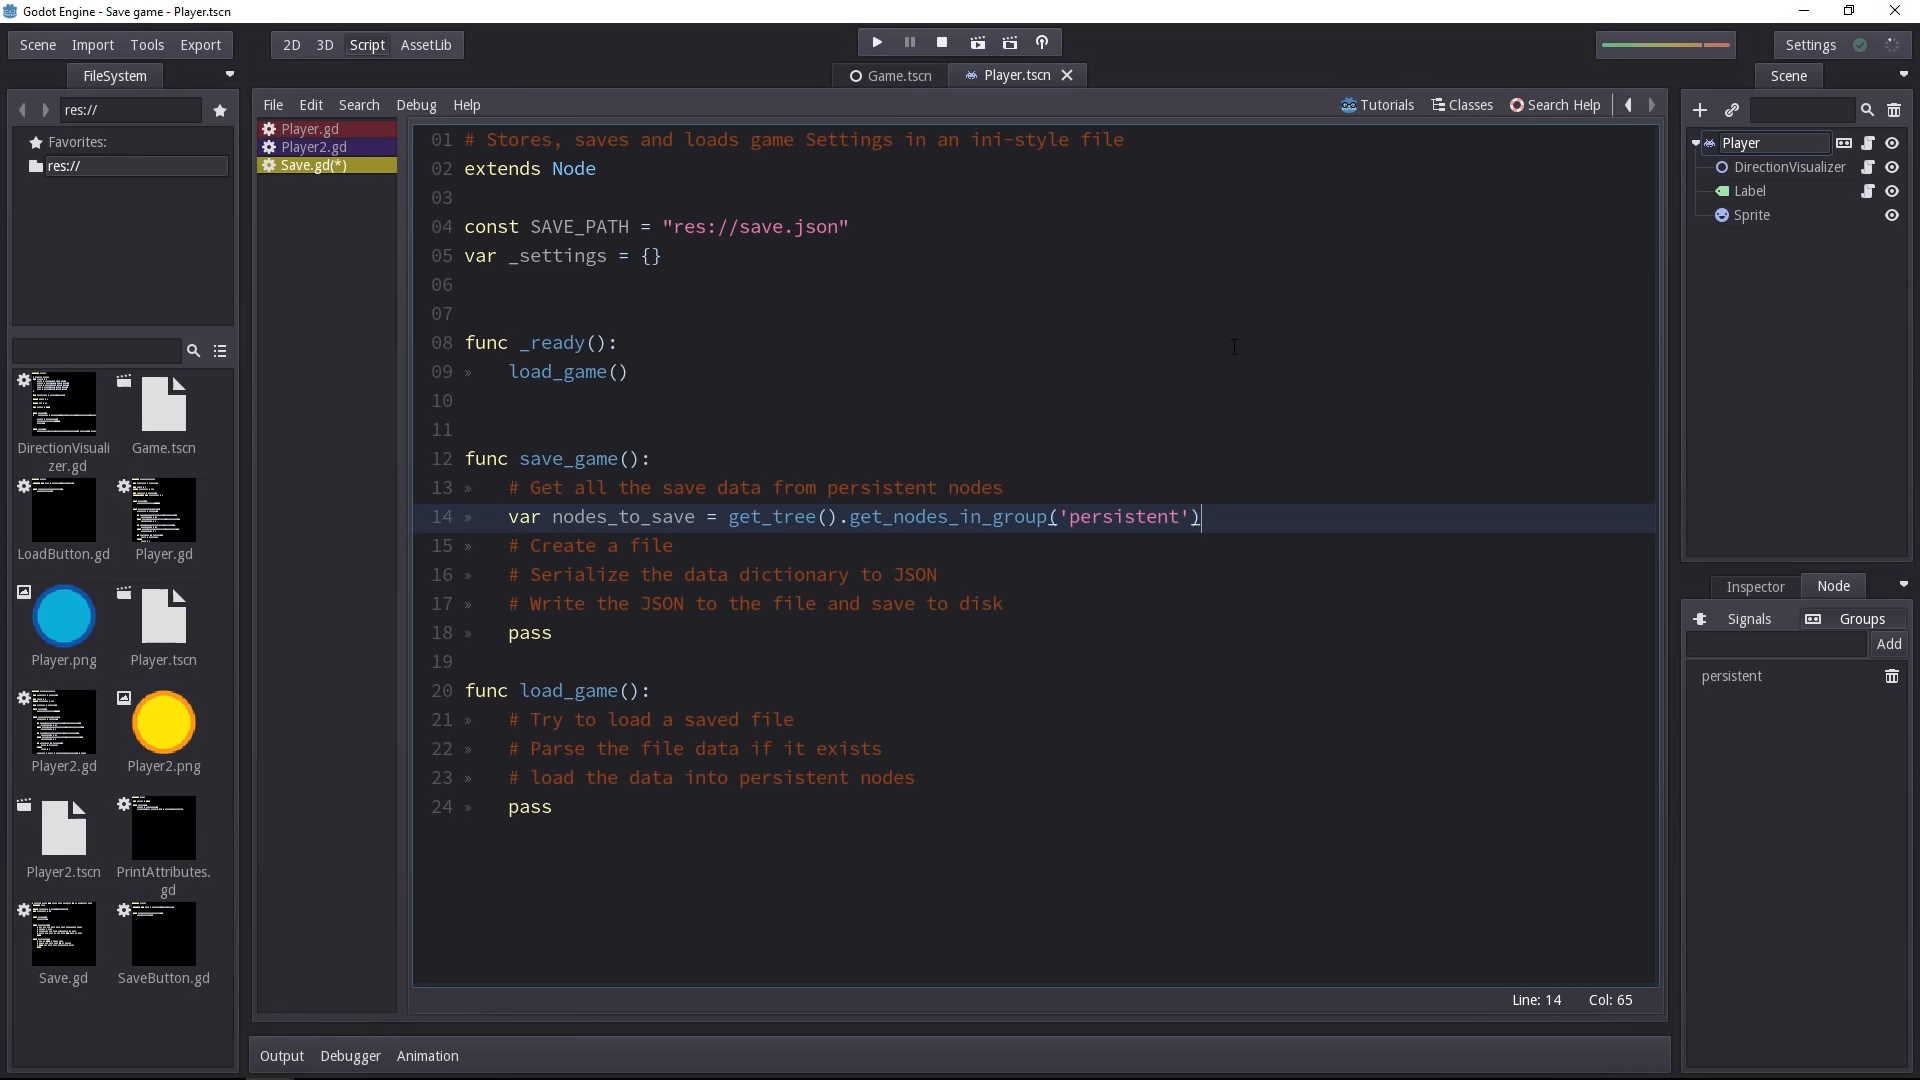 Godot Engine - Save game - Player.tscn
Scene Import Tools Export
2D 3D Script AssetLib
Settings
FileSystem
Game.tscn
Player.tscn
Scene
res://
Favorites:
res://
DirectionVisuali
zer.gd
Game.tscn
LoadButton.gd
Player.gd
Player.png
Player.tscn
Player2.gd
Player2.png
Player2.tscn
PrintAttributes.
gd
Save.gd
SaveButton.gd
File Edit Search Debug Help
Tutorials Classes Search Help
Player.gd
Player2.gd
Save.gd(*)
01 # Stores, saves and loads game Settings in an ini-style file
02 extends Node
03
04 const SAVE_PATH = "res://save.json"
05 var _settings = {}
06
07
08 func _ready():
09 » load_game()
10
11
12 func save_game():
13 » # Get all the save data from persistent nodes
14 » var nodes_to_save = get_tree().get_nodes_in_group('persistent')
15 » # Create a file
16 » # Serialize the data dictionary to JSON
17 » # Write the JSON to the file and save to disk
18 » pass
19
20 func load_game():
21 » # Try to load a saved file
22 » # Parse the file data if it exists
23 » # load the data into persistent nodes
24 » pass
Line: 14 Col: 65
Output Debugger Animation
Player
DirectionVisualizer
Label
Sprite
Inspector Node
Signals Groups
Add
persistent